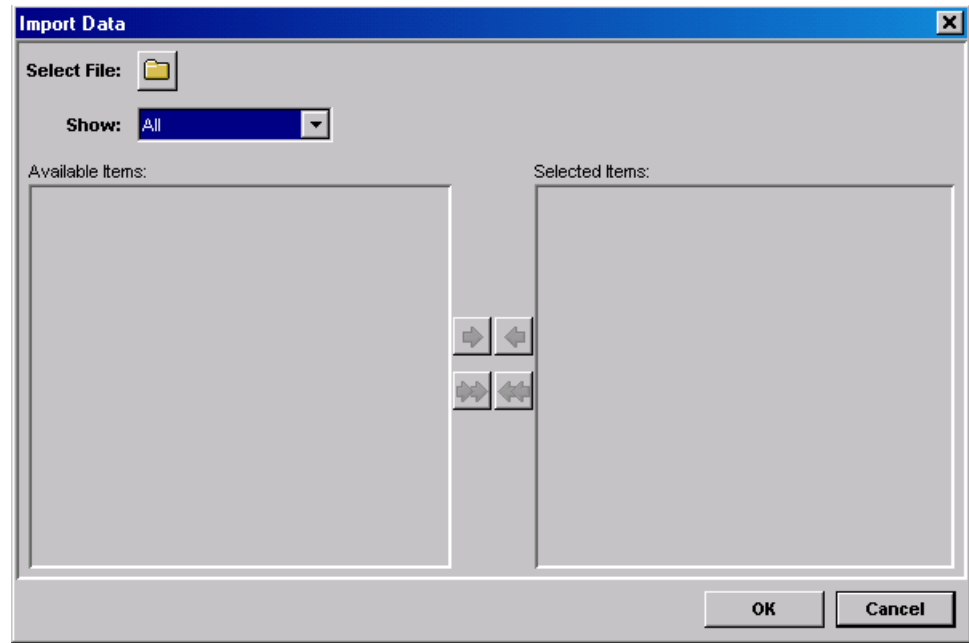 Import Data
Select File:
Show: All
Available Items: Selected Items:
OK Cancel